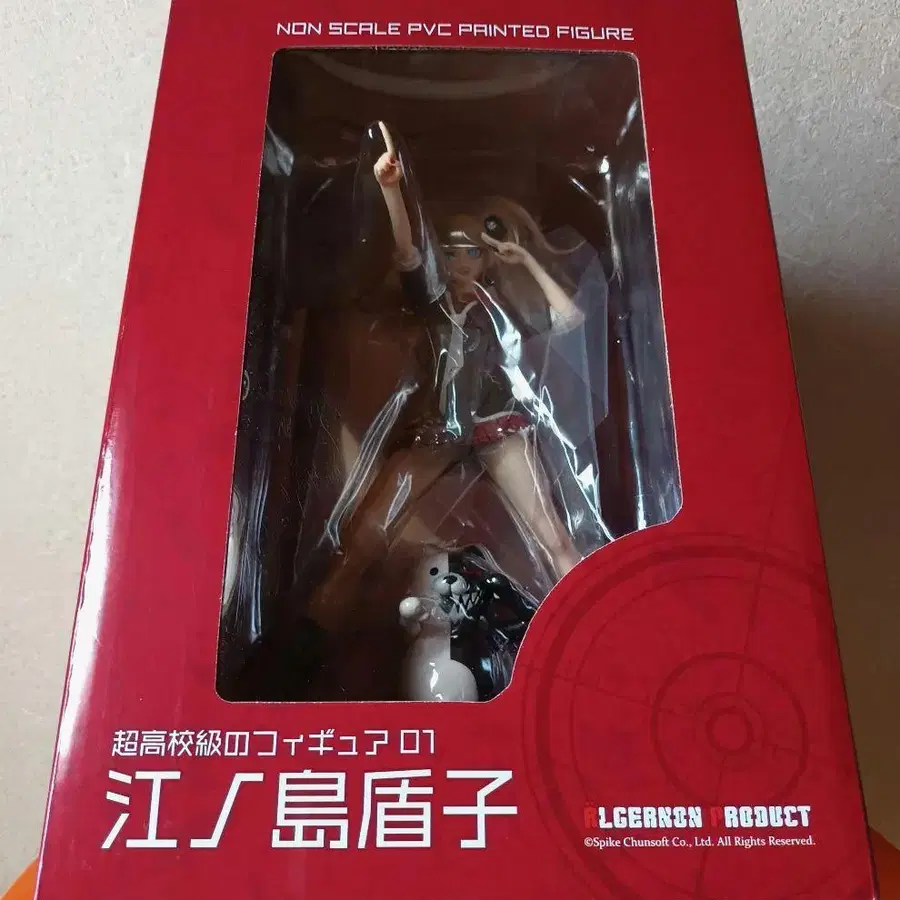 NON SCALE PVC PAINTED FIGURE
超高校級のフィギュア 01
江ノ島盾子
ALGERNON PRODUCT
©Spike Chunsoft Co., Ltd. All Rights Reserved.